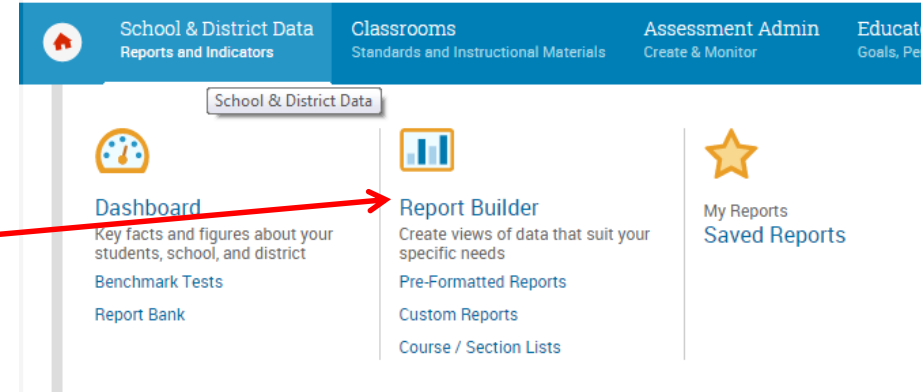 School & District Data
Reports and Indicators
Classrooms
Standards and Instructional Materials
Assessment Admin
Create & Monitor
School & District Data
Dashboard
Key facts and figures about your
students, school, and district
Benchmark Tests
Report Bank
Report Builder
Create views of data that suit your
specific needs
Pre-Formatted Reports
Custom Reports
Course / Section Lists
My Reports
Saved Reports